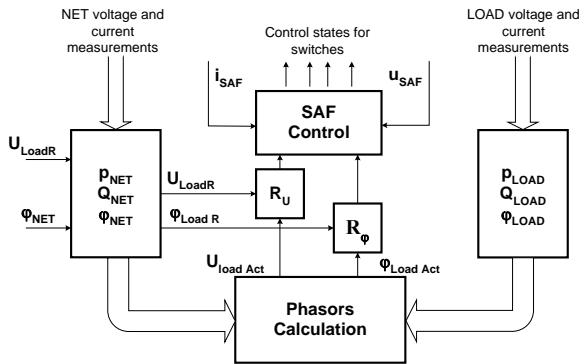 NET voltage and
current
measurements
Control states for
switches
LOAD voltage and
current
measurements
i_SAF
u_SAF
SAF
Control
U_LoadR
φ_NET
p_NET
Q_NET
φ_NET
U_LoadR
φ_Load R
R_U
R_φ
p_LOAD
Q_LOAD
φ_LOAD
U_load Act
φ_Load Act
Phasors
Calculation